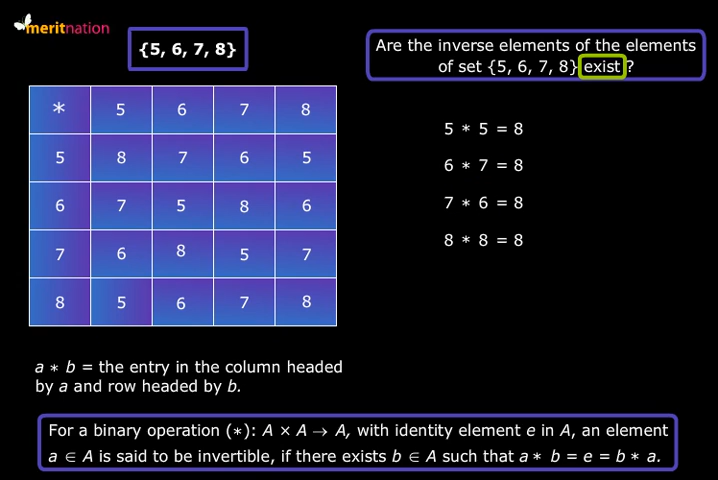 meritnation
{5, 6, 7, 8}
Are the inverse elements of the elements
of set {5, 6, 7, 8} exist ?
* 5 6 7 8
5 8 7 6 5
6 7 5 8 6
7 6 8 5 7
8 5 6 7 8
5 * 5 = 8
6 * 7 = 8
7 * 6 = 8
8 * 8 = 8
a * b = the entry in the column headed
by a and row headed by b.
For a binary operation (*): A × A → A, with identity element e in A, an element
a ∈ A is said to be invertible, if there exists b ∈ A such that a * b = e = b * a.